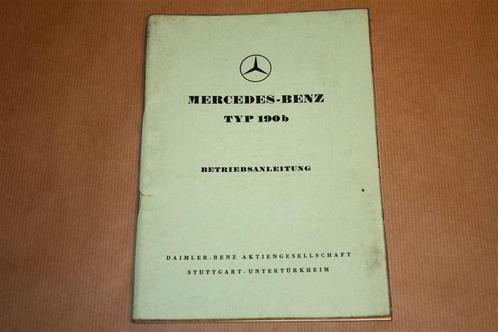 MERCEDES-BENZ
TYP 190b
BETRIEBSANLEITUNG
DAIMLER-BENZ AKTIENGESELLSCHAFT
STUTTGART-UNTERTÜRKHEIM